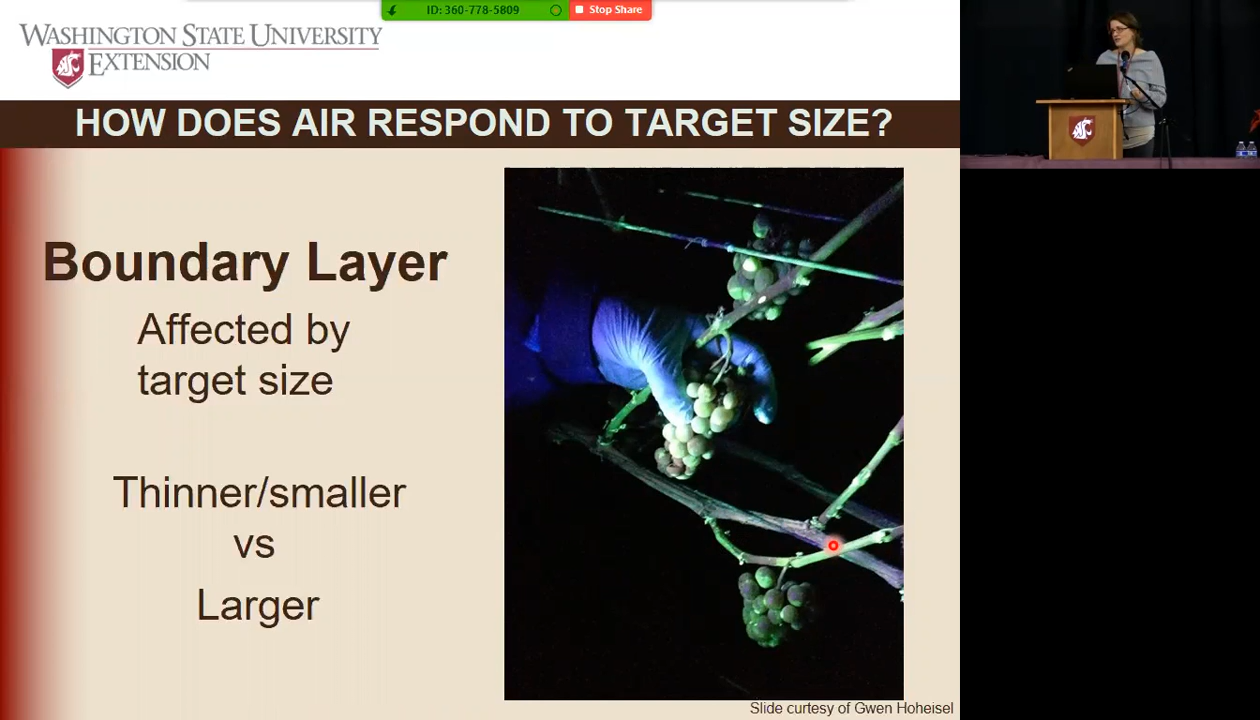 ID: 360-778-5809
Stop Share
WASHINGTON STATE UNIVERSITY
EXTENSION
HOW DOES AIR RESPOND TO TARGET SIZE?
Boundary Layer
Affected by
target size
Thinner/smaller
vs
Larger
Slide curtesy of Gwen Hoheisel